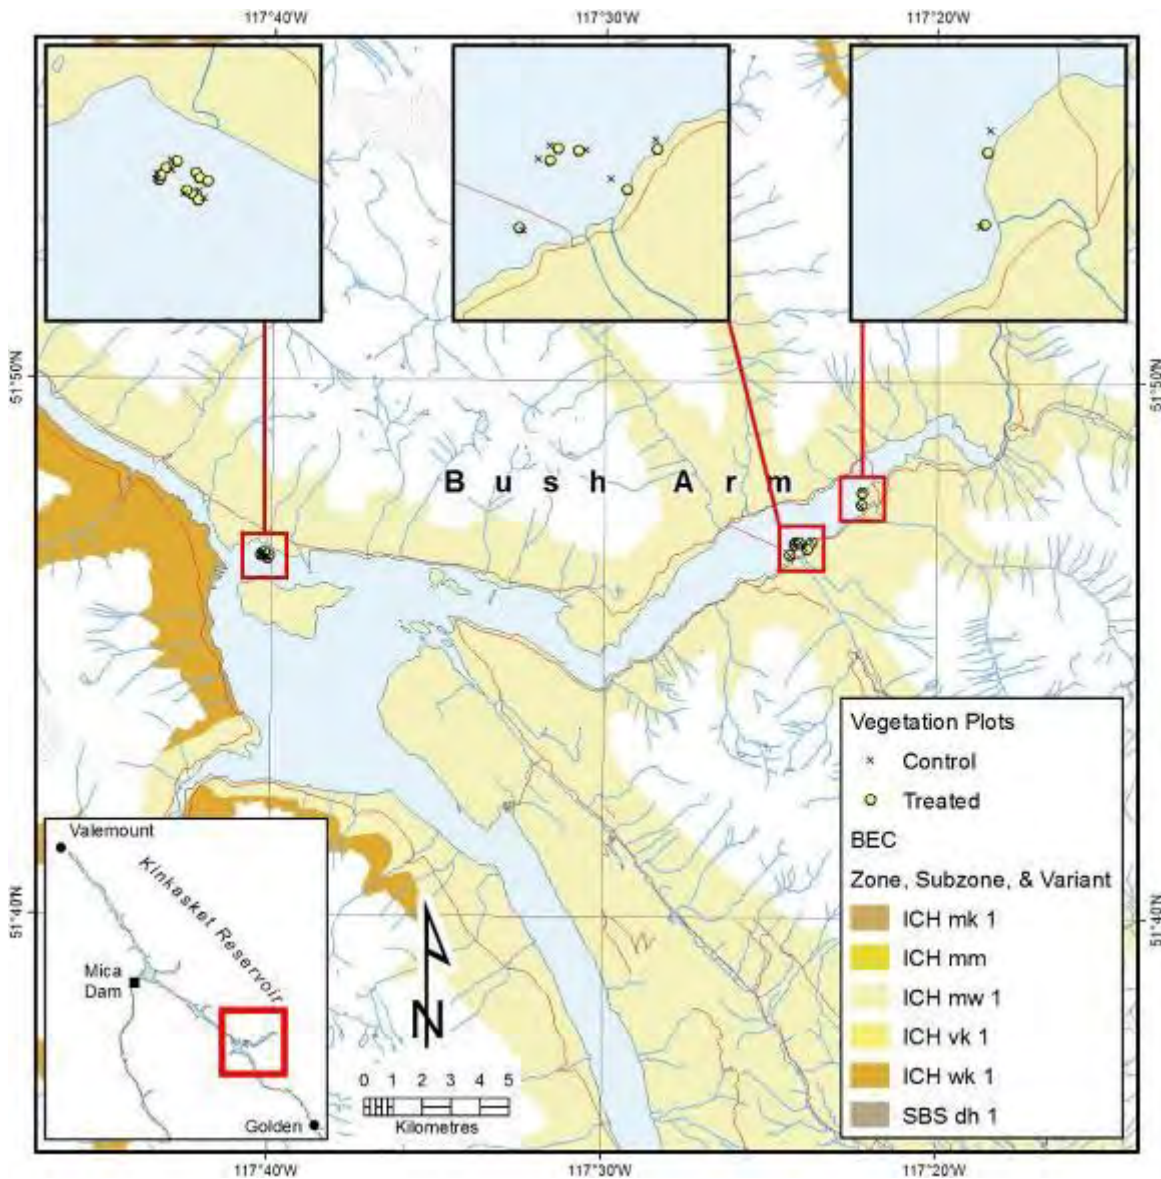 117°40'W 117°30'W 117°20'W
51°50'N 51°50'N
Bush Arm
Vegetation Plots
Control
Treated
BEC
Zone, Subzone, & Variant
ICH mk 1
ICH mm
ICH mw 1
ICH vk 1
ICH wk 1
SBS dh 1
Valemount
Kinkasket Reservoir
Mica
Dam
Golden
51°40'N 51°40'N
N
0 1 2 3 4 5
Kilometres
117°40'W 117°30'W 117°20'W